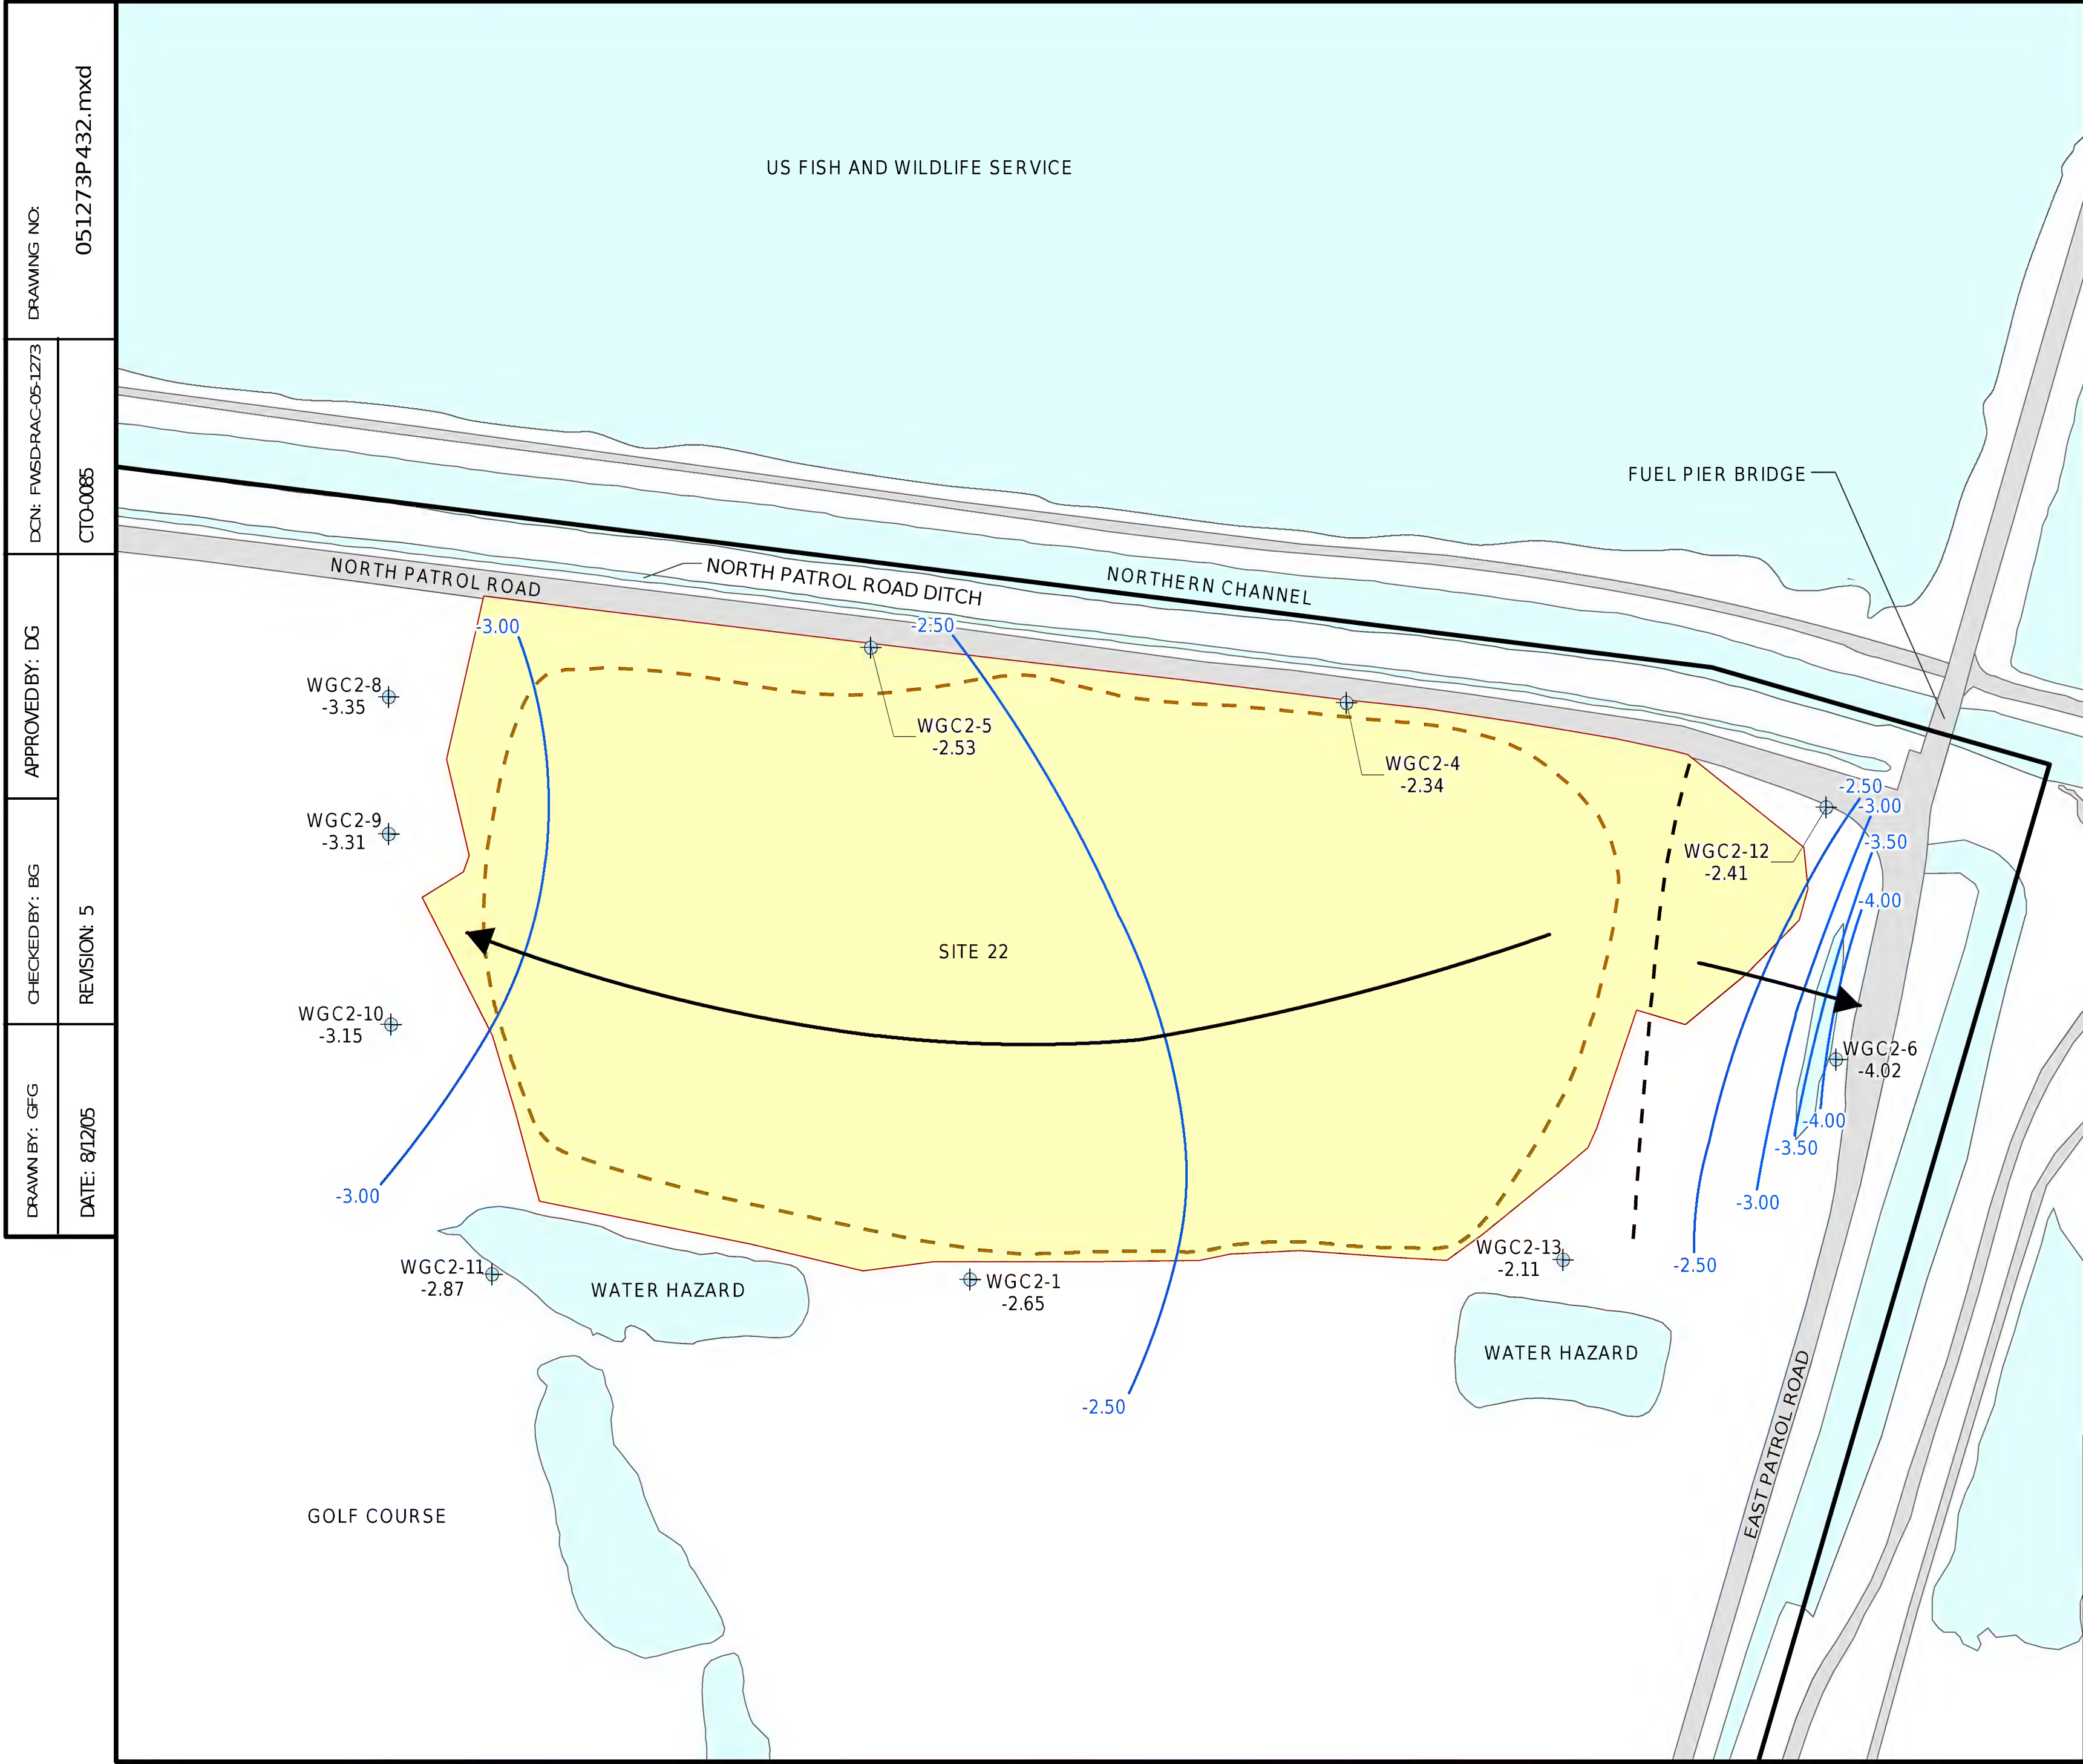 DRAWING NO:
051273P432.mxd
DCN: FWSD-RAC-05-1273
CTO-0085
APPROVED BY: DG
CHECKED BY: BG
REVISION: 5
DRAWN BY: GFG
DATE: 8/12/05
US FISH AND WILDLIFE SERVICE
FUEL PIER BRIDGE
NORTH PATROL ROAD
NORTH PATROL ROAD DITCH
NORTHERN CHANNEL
-3.00
-2.50
WGC2-8
-3.35
WGC2-5
-2.53
WGC2-4
-2.34
-2.50
-3.00
-3.50
-4.00
WGC2-9
-3.31
WGC2-12
-2.41
SITE 22
WGC2-10
-3.15
WGC2-6
-4.02
-4.00
-3.50
-3.00
-3.00
-2.50
WGC2-11
-2.87
WATER HAZARD
WGC2-1
-2.65
WGC2-13
-2.11
WATER HAZARD
-2.50
EAST PATROL ROAD
GOLF COURSE